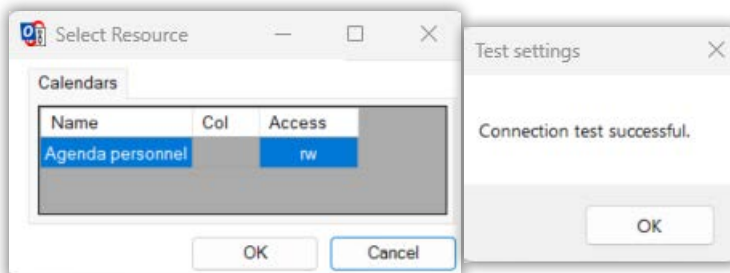 Select Resource
Calendars
Name Col Access
Agenda personnel rw
OK Cancel
Test settings
Connection test successful.
OK